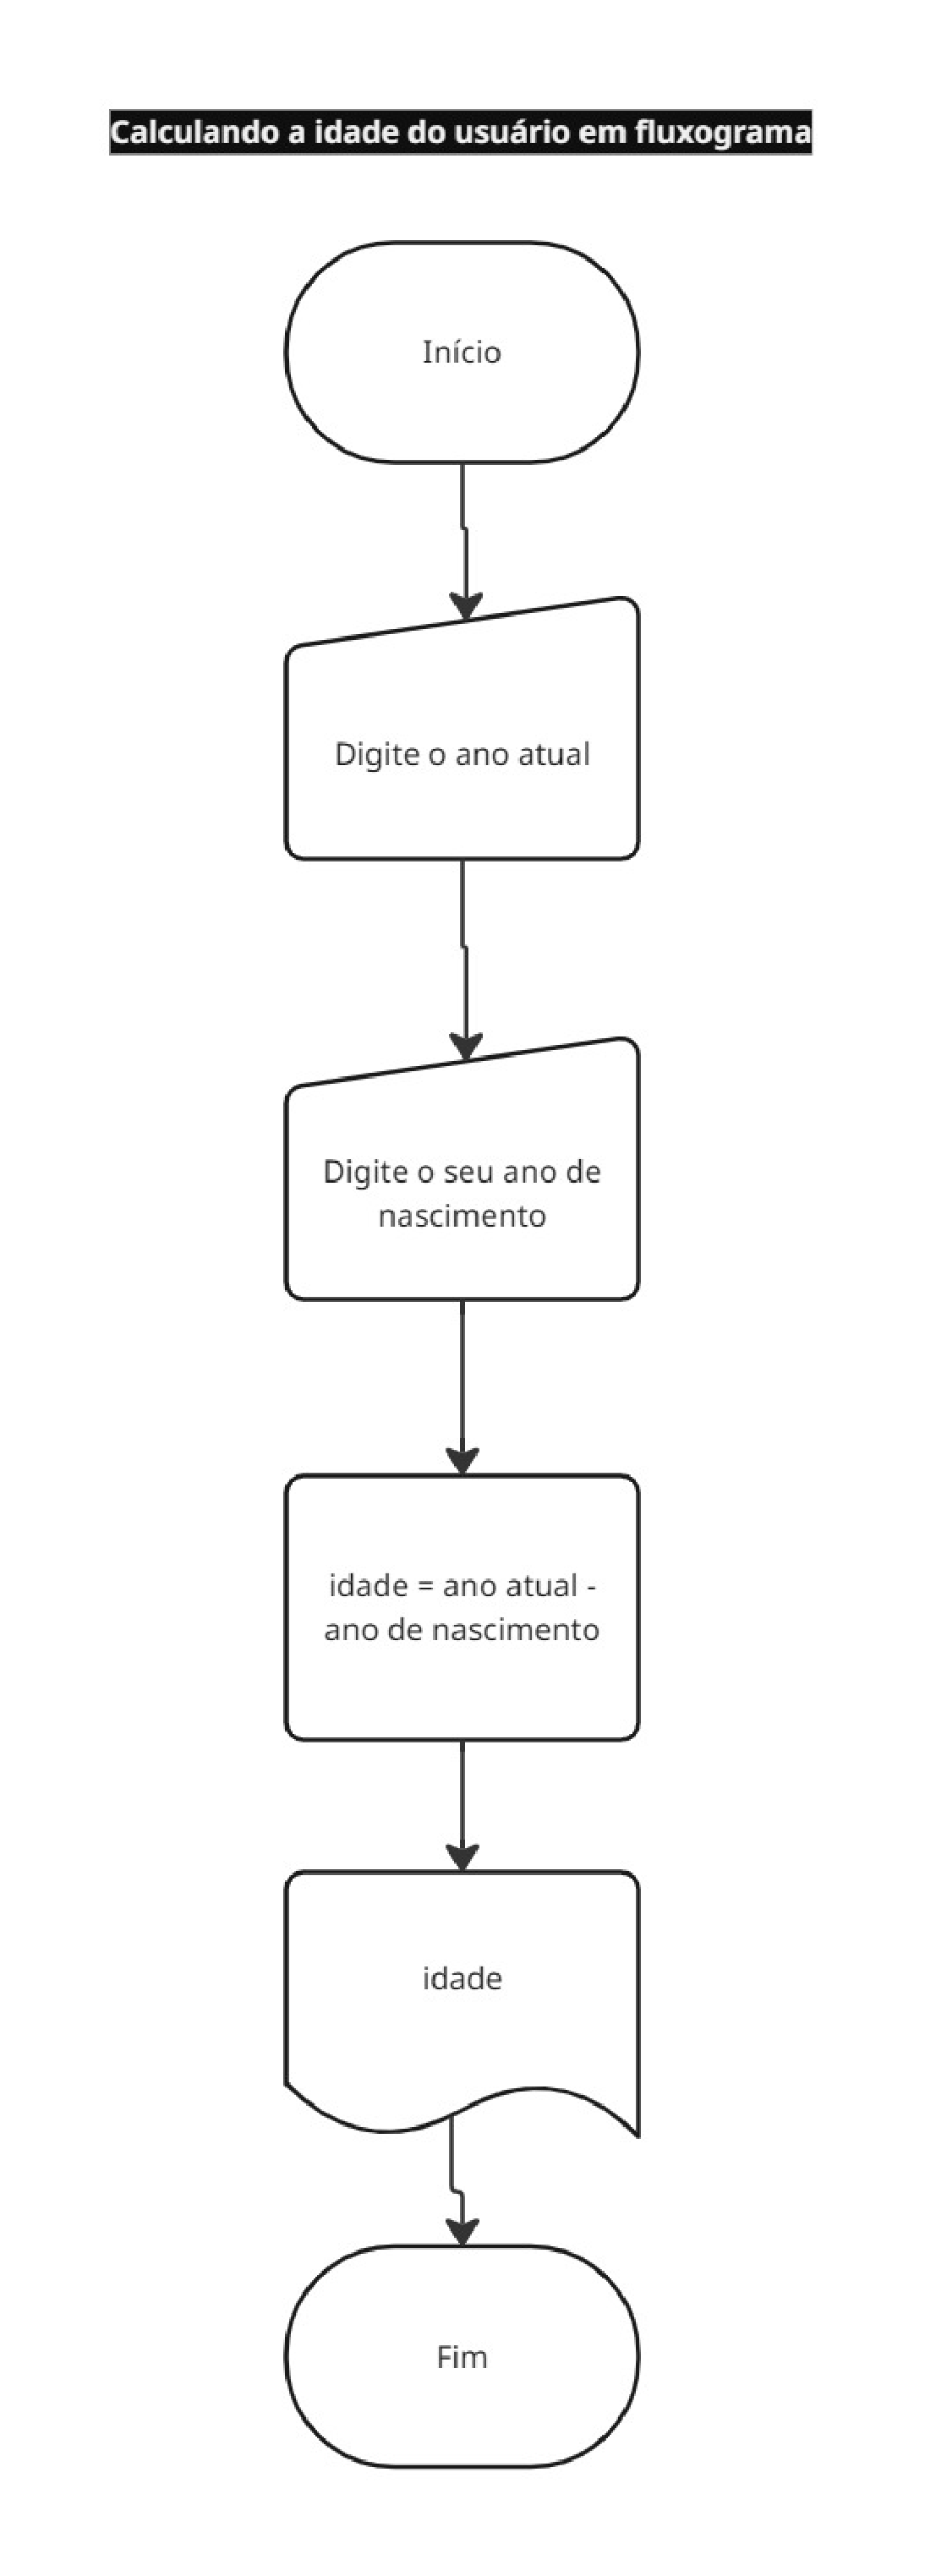 Calculando a idade do usuário em fluxograma
Início
Digite o ano atual
Digite o seu ano de
nascimento
idade = ano atual -
ano de nascimento
idade
Fim